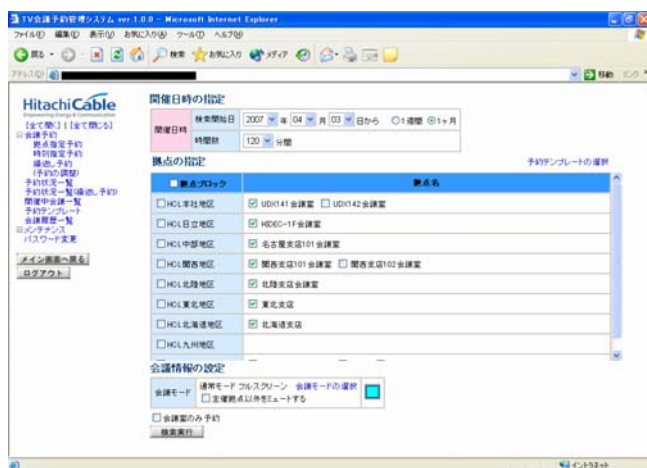 TV会議予約管理システム ver.1.0.0 - Microsoft Internet Explorer
ファイル(F) 編集(E) 表示(V) お気に入り(A) ツール(T) ヘルプ(H)
戻る 検索 お気に入り メディア
アドレス(D) 移動 リンク
Hitachi Cable
Empowering Energy & Communication
[全て開く] | [全て閉じる]
会議予約
拠点指定予約
時刻指定予約
繰返し予約
(予約の調整)
予約状況一覧
予約状況一覧(繰返し予約)
開催中会議一覧
予約テンプレート
会議履歴一覧
メンテナンス
パスワード変更
メイン画面へ戻る
ログアウト
開催日時の指定
開催日時 検索開始日 2007 年 04 月 03 日から 1週間 1ヶ月
時間数 120 分間
拠点の指定 予約テンプレートの選択
拠点ブロック 拠点名
HCL本社地区 UDX141会議室 UDX142会議室
HCL日立地区 HIDEC-1F会議室
HCL中部地区 名古屋支店101会議室
HCL関西地区 関西支店101会議室 関西支店102会議室
HCL北陸地区 北陸支店会議室
HCL東北地区 東北支店
HCL北海道地区 北海道支店
HCL九州地区
会議情報の設定
会議モード 通常モード フルスクリーン 会議モードの選択
主催拠点以外をミュートする
会議室のみ予約
検索実行
イントラネット